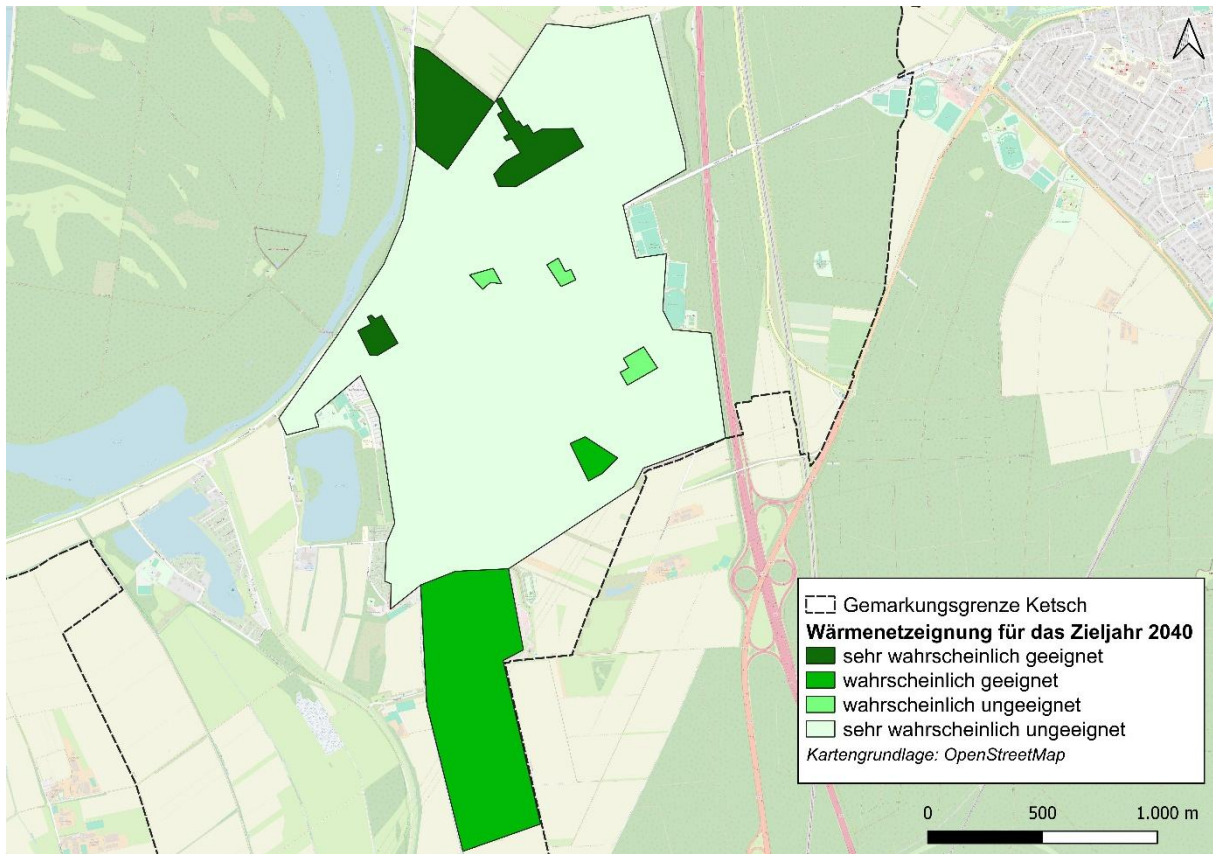 Gemarkungsgrenze Ketsch
Wärmenetzeignung für das Zieljahr 2040
sehr wahrscheinlich geeignet
wahrscheinlich geeignet
wahrscheinlich ungeeignet
sehr wahrscheinlich ungeeignet
Kartengrundlage: OpenStreetMap
0 500 1.000 m